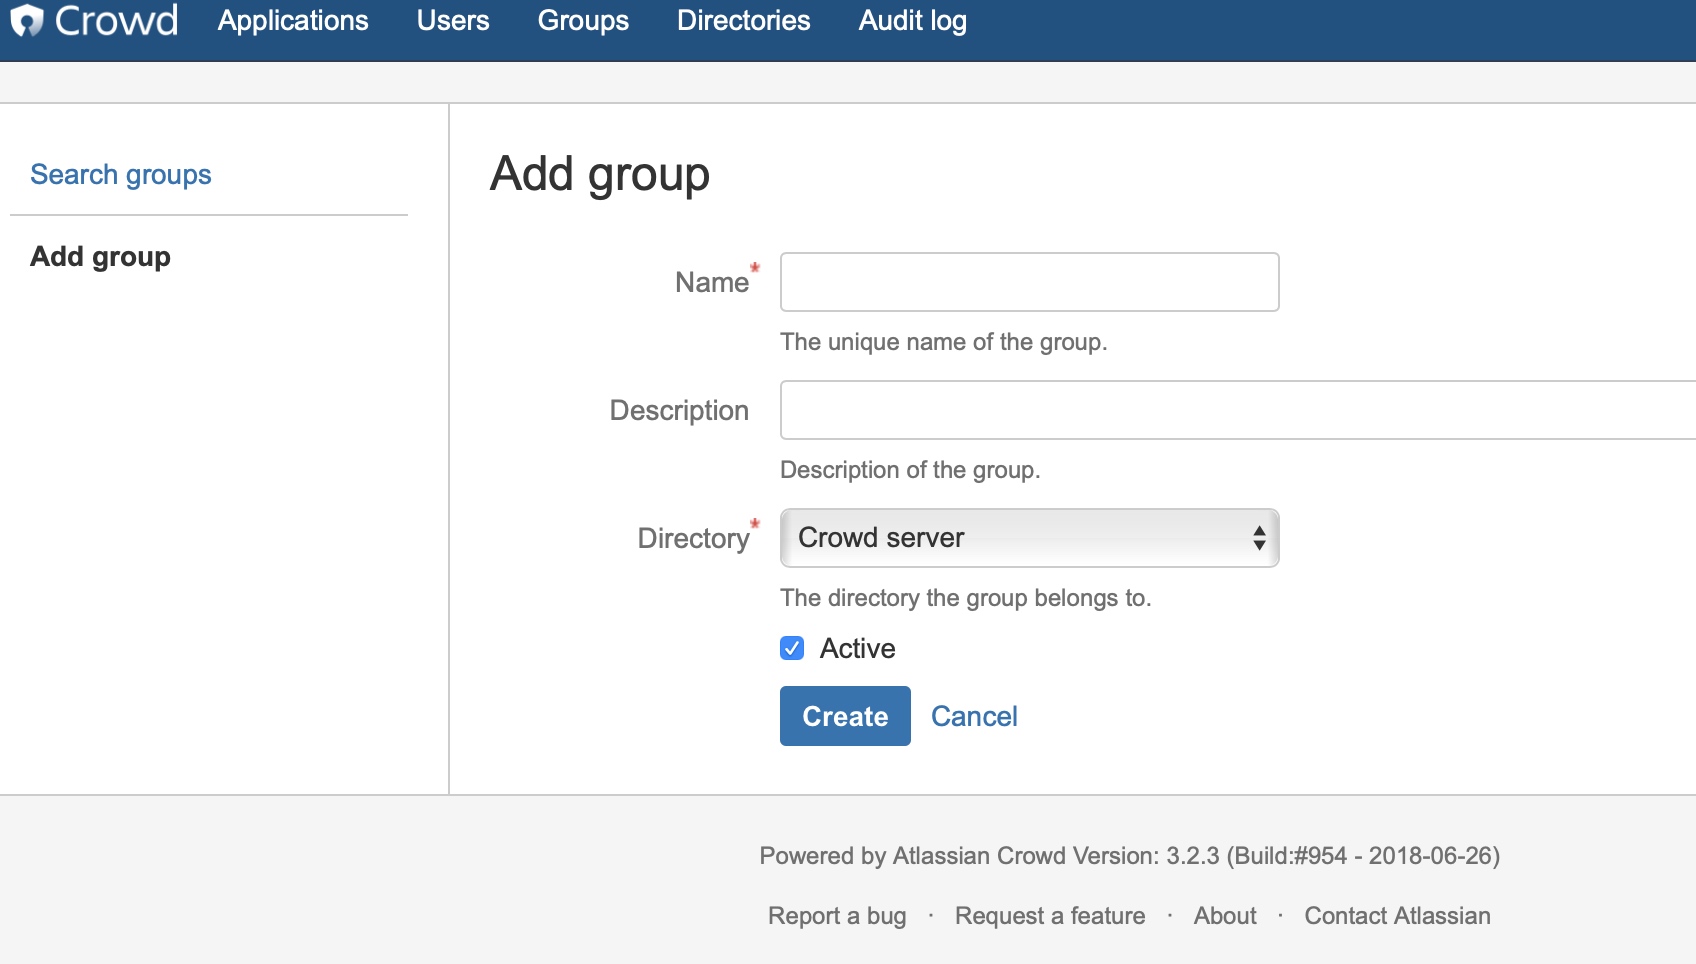 Crowd Applications Users Groups Directories Audit log
Search groups
Add group
Add group
Name*
The unique name of the group.
Description
Description of the group.
Directory*
Crowd server
The directory the group belongs to.
Active
Create Cancel
Powered by Atlassian Crowd Version: 3.2.3 (Build:#954 - 2018-06-26)
Report a bug · Request a feature · About · Contact Atlassian